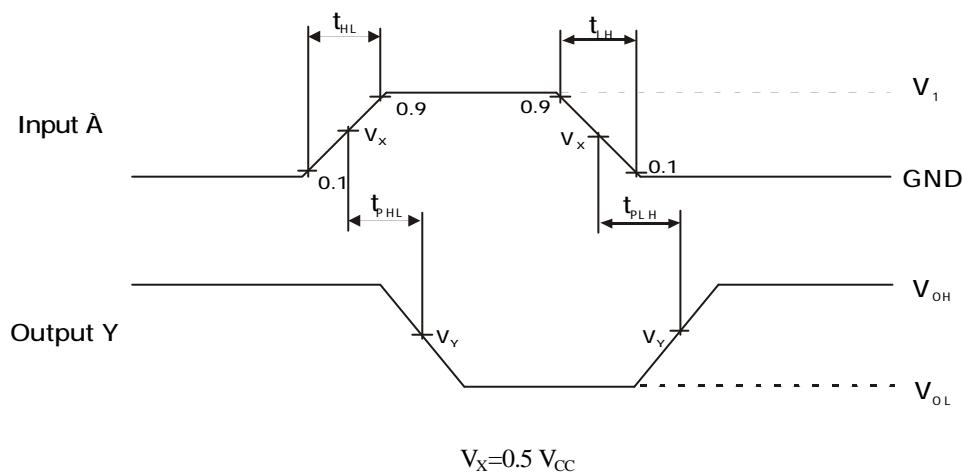 tHL
tLH
V1
0.9
0.9
Input À
Vx
Vx
0.1
0.1
GND
tPHL
tPLH
VOH
Output Y
VY
VY
VOL
VX=0.5 VCC